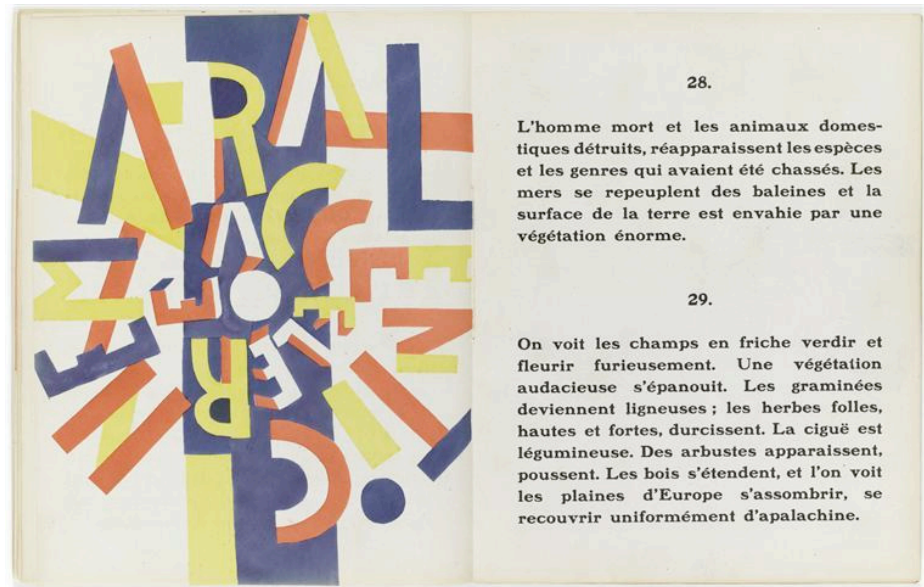 28.
L'homme mort et les animaux domes-
tiques détruits, réapparaissent les espèces
et les genres qui avaient été chassés. Les
mers se repeuplent des baleines et la
surface de la terre est envahie par une
végétation énorme.
29.
On voit les champs en friche verdir et
fleurir furieusement. Une végétation
audacieuse s'épanouit. Les graminées
deviennent ligneuses ; les herbes folles,
hautes et fortes, durcissent. La ciguë est
légumineuse. Des arbustes apparaissent,
poussent. Les bois s'étendent, et l'on voit
les plaines d'Europe s'assombrir, se
recouvrir uniformément d'apalachine.